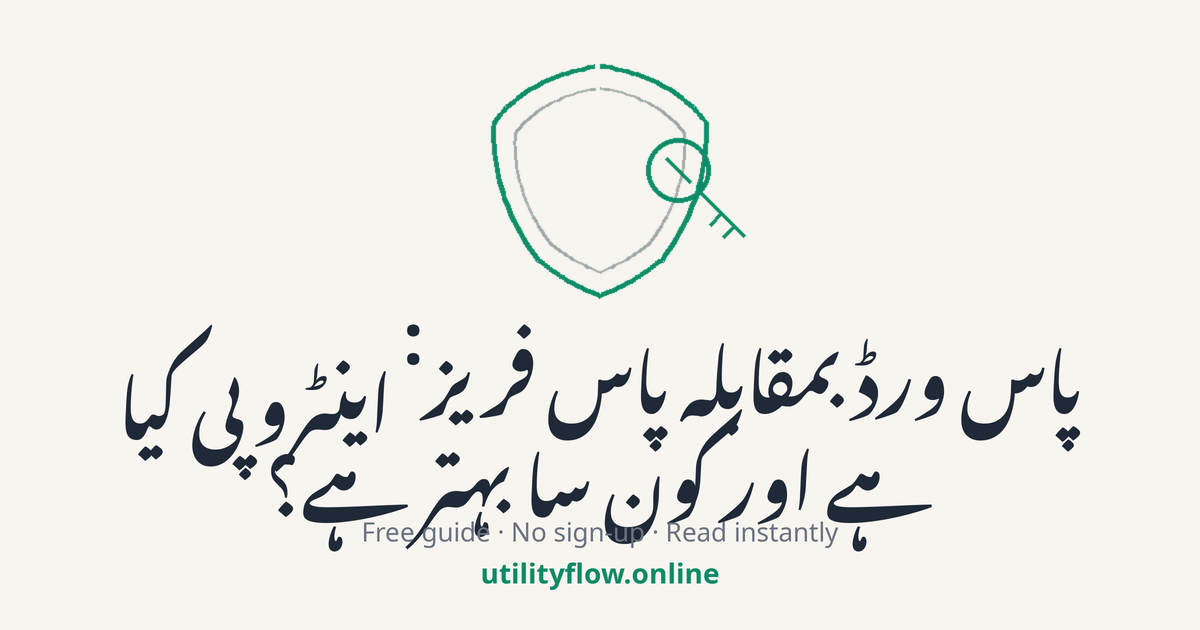 پاس ورڈ بمقابلہ پاس فریز: اینٹروپی کیا
ہے اور کون سا بہتر ہے؟
Free guide · No sign-up · Read instantly
utilityflow.online